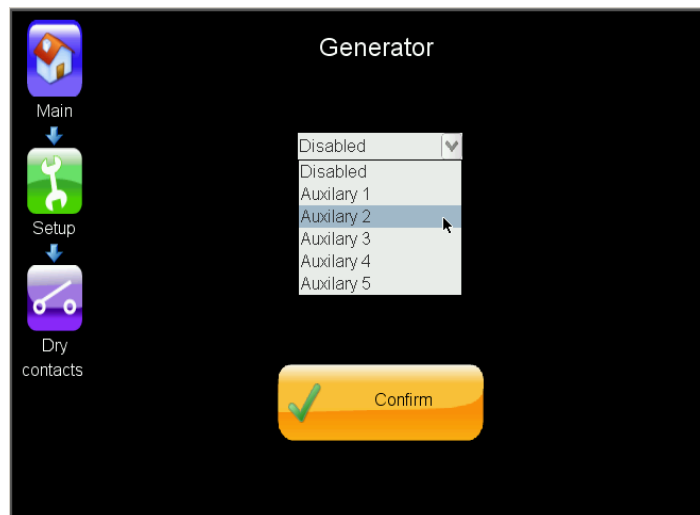 Generator
Main
Setup
Dry
contacts
Disabled
Disabled
Auxilary 1
Auxilary 2
Auxilary 3
Auxilary 4
Auxilary 5
Confirm